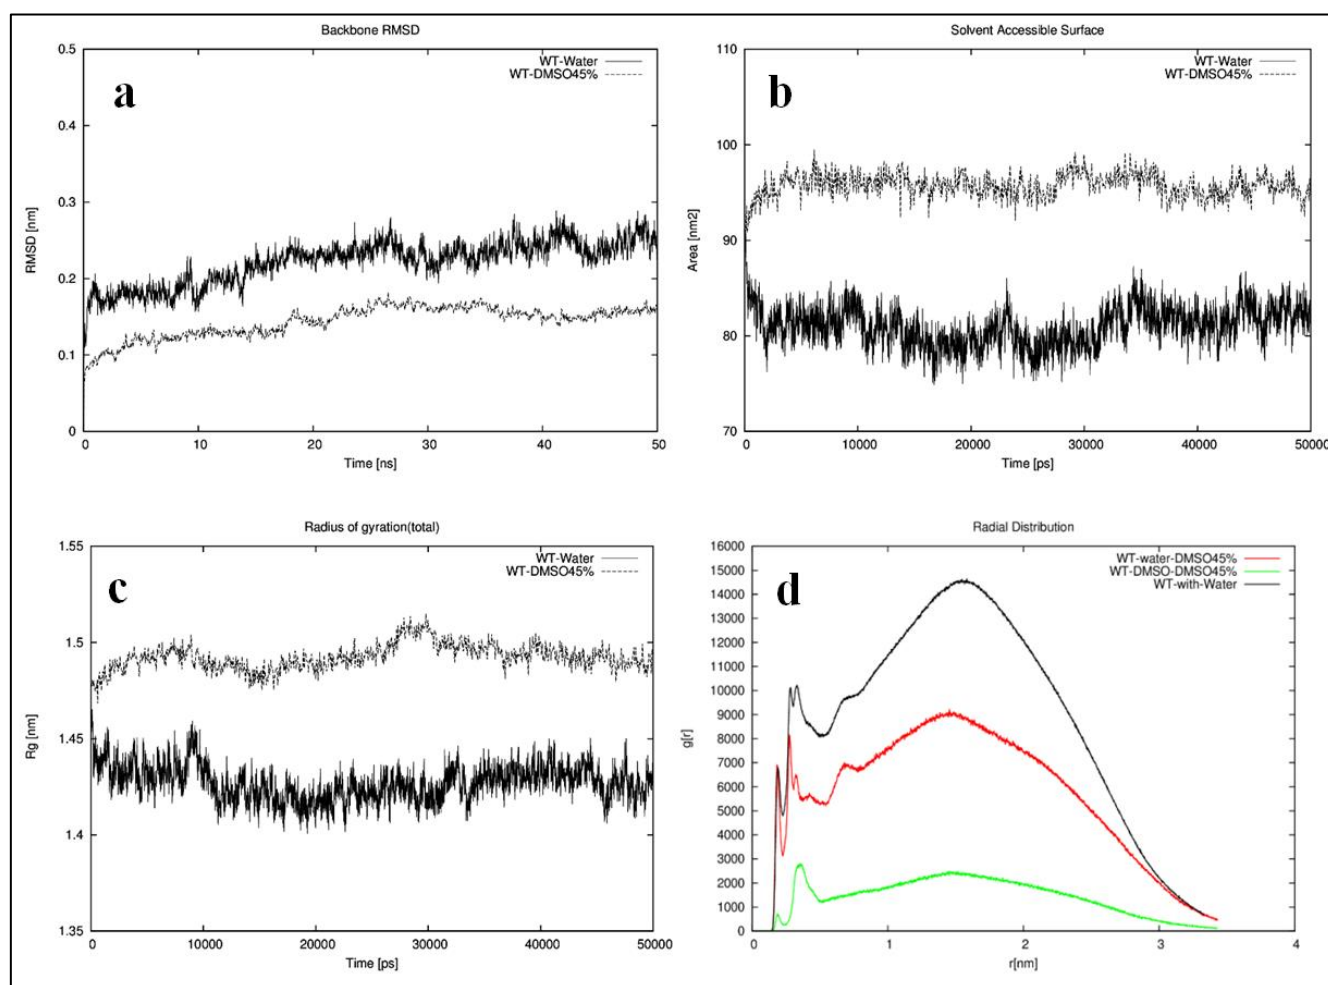 Backbone RMSD
0.5
0.4
0.3
0.2
0.1
0
RMSD [nm]
a
WT-Water
WT-DMSO45%
0 10 20 30 40 50
Time [ns]
Solvent Accessible Surface
110
100
90
80
70
Area [nm2]
b
WT-Water
WT-DMSO45%
0 10000 20000 30000 40000 50000
Time [ps]
Radius of gyration(total)
1.55
1.5
1.45
1.4
1.35
Rg [nm]
c
WT-Water
WT-DMSO45%
0 10000 20000 30000 40000 50000
Time [ps]
Radial Distribution
16000
15000
14000
13000
12000
11000
10000
9000
8000
7000
6000
5000
4000
3000
2000
1000
0
g[r]
WT-water-DMSO45%
WT-DMSO-DMSO45%
WT-with-Water
d
0 1 2 3 4
r[nm]